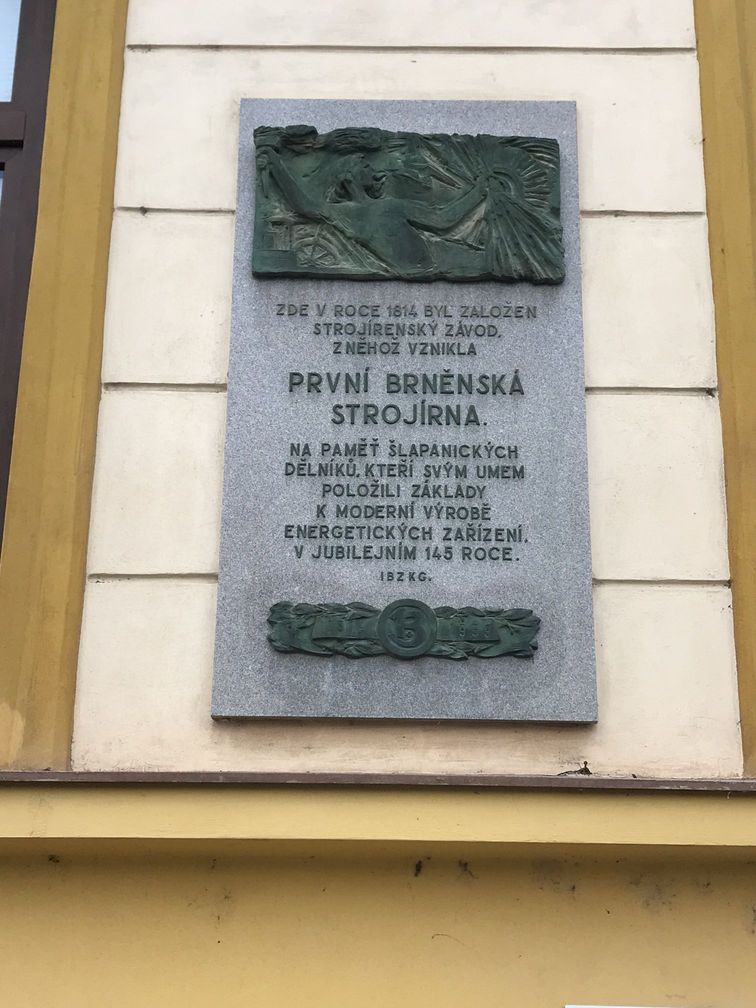 ZDE V ROCE 1814 BYL ZALOŽEN
STROJÍRENSKÝ ZÁVOD,
Z NĚHOŽ VZNIKLA
PRVNÍ BRNĚNSKÁ
STROJÍRNA.
NA PAMĚŤ ŠLAPANICKÝCH
DĚLNÍKŮ, KTEŘÍ SVÝM UMEM
POLOŽILI ZÁKLADY
K MODERNÍ VÝROBĚ
ENERGETICKÝCH ZAŘÍZENÍ,
V JUBILEJNÍM 145 ROCE.
IBZKG.